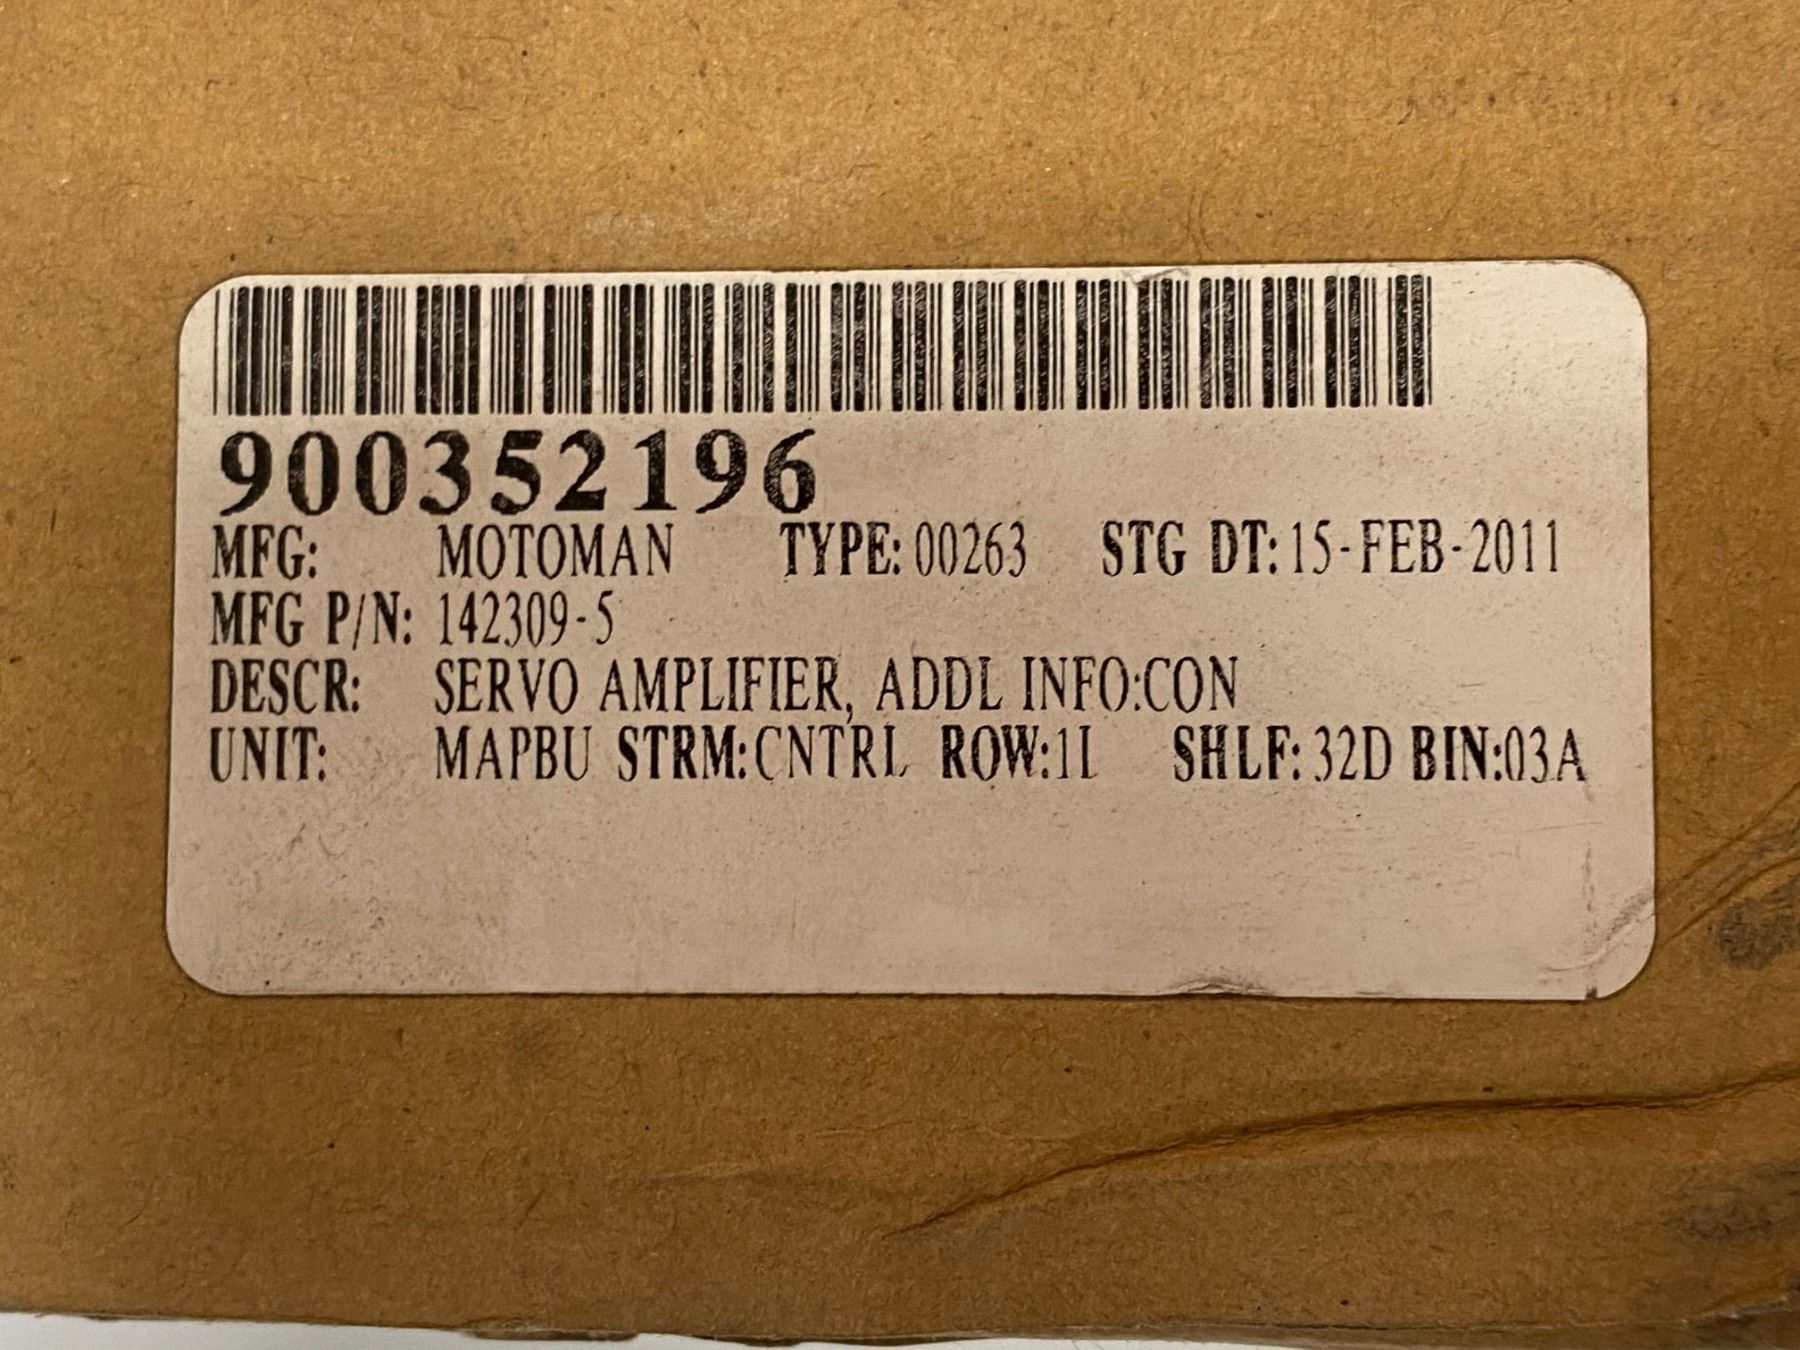 900352196
MFG: MOTOMAN TYPE: 00263 STG DT: 15-FEB-2011
MFG P/N: 142309-5
DESCR: SERVO AMPLIFIER, ADDL INFO:CON
UNIT: MAPBU STRM:CNTRL ROW:1I SHLF: 32D BIN:03A